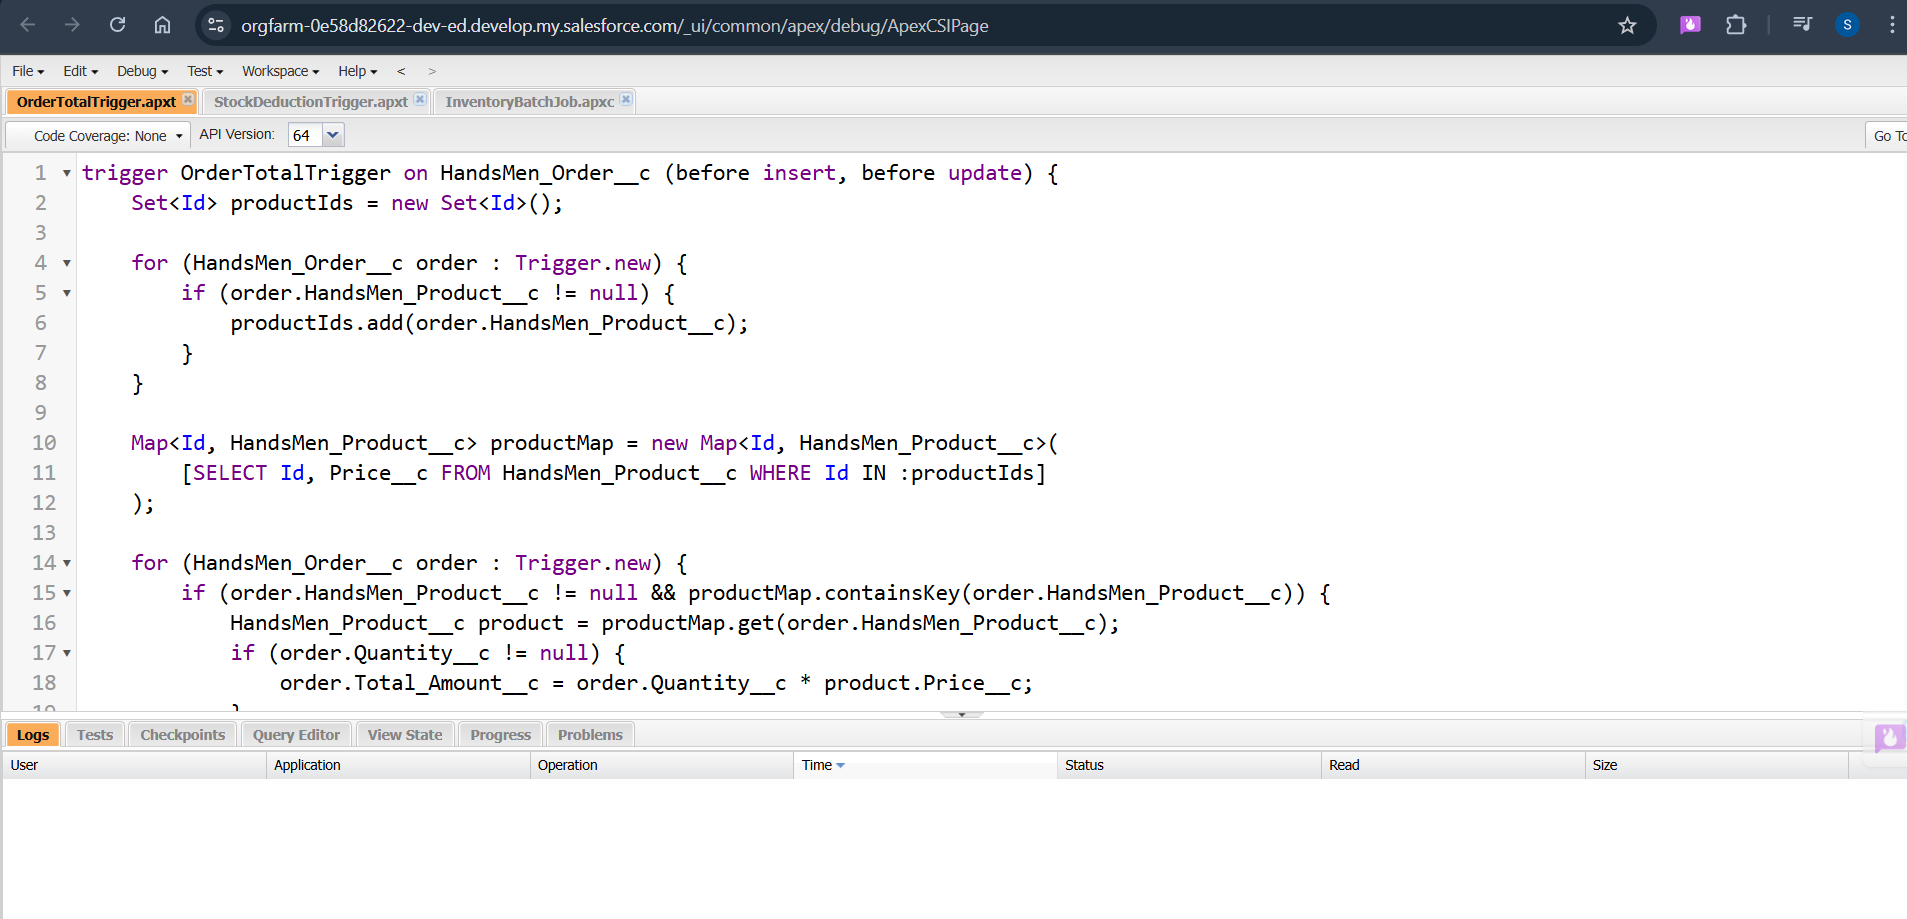 orgfarm-0e58d82622-dev-ed.develop.my.salesforce.com/_ui/common/apex/debug/ApexCSIPage
S
File Edit Debug Test Workspace Help < >
OrderTotalTrigger.apxt StockDeductionTrigger.apxt InventoryBatchJob.apxc
Code Coverage: None API Version: 64 Go To
1 trigger OrderTotalTrigger on HandsMen_Order__c (before insert, before update) {
2     Set<Id> productIds = new Set<Id>();
3
4     for (HandsMen_Order__c order : Trigger.new) {
5         if (order.HandsMen_Product__c != null) {
6             productIds.add(order.HandsMen_Product__c);
7         }
8     }
9
10     Map<Id, HandsMen_Product__c> productMap = new Map<Id, HandsMen_Product__c>(
11         [SELECT Id, Price__c FROM HandsMen_Product__c WHERE Id IN :productIds]
12     );
13
14     for (HandsMen_Order__c order : Trigger.new) {
15         if (order.HandsMen_Product__c != null && productMap.containsKey(order.HandsMen_Product__c)) {
16             HandsMen_Product__c product = productMap.get(order.HandsMen_Product__c);
17             if (order.Quantity__c != null) {
18                 order.Total_Amount__c = order.Quantity__c * product.Price__c;
19             }
Logs Tests Checkpoints Query Editor View State Progress Problems
User Application Operation Time Status Read Size